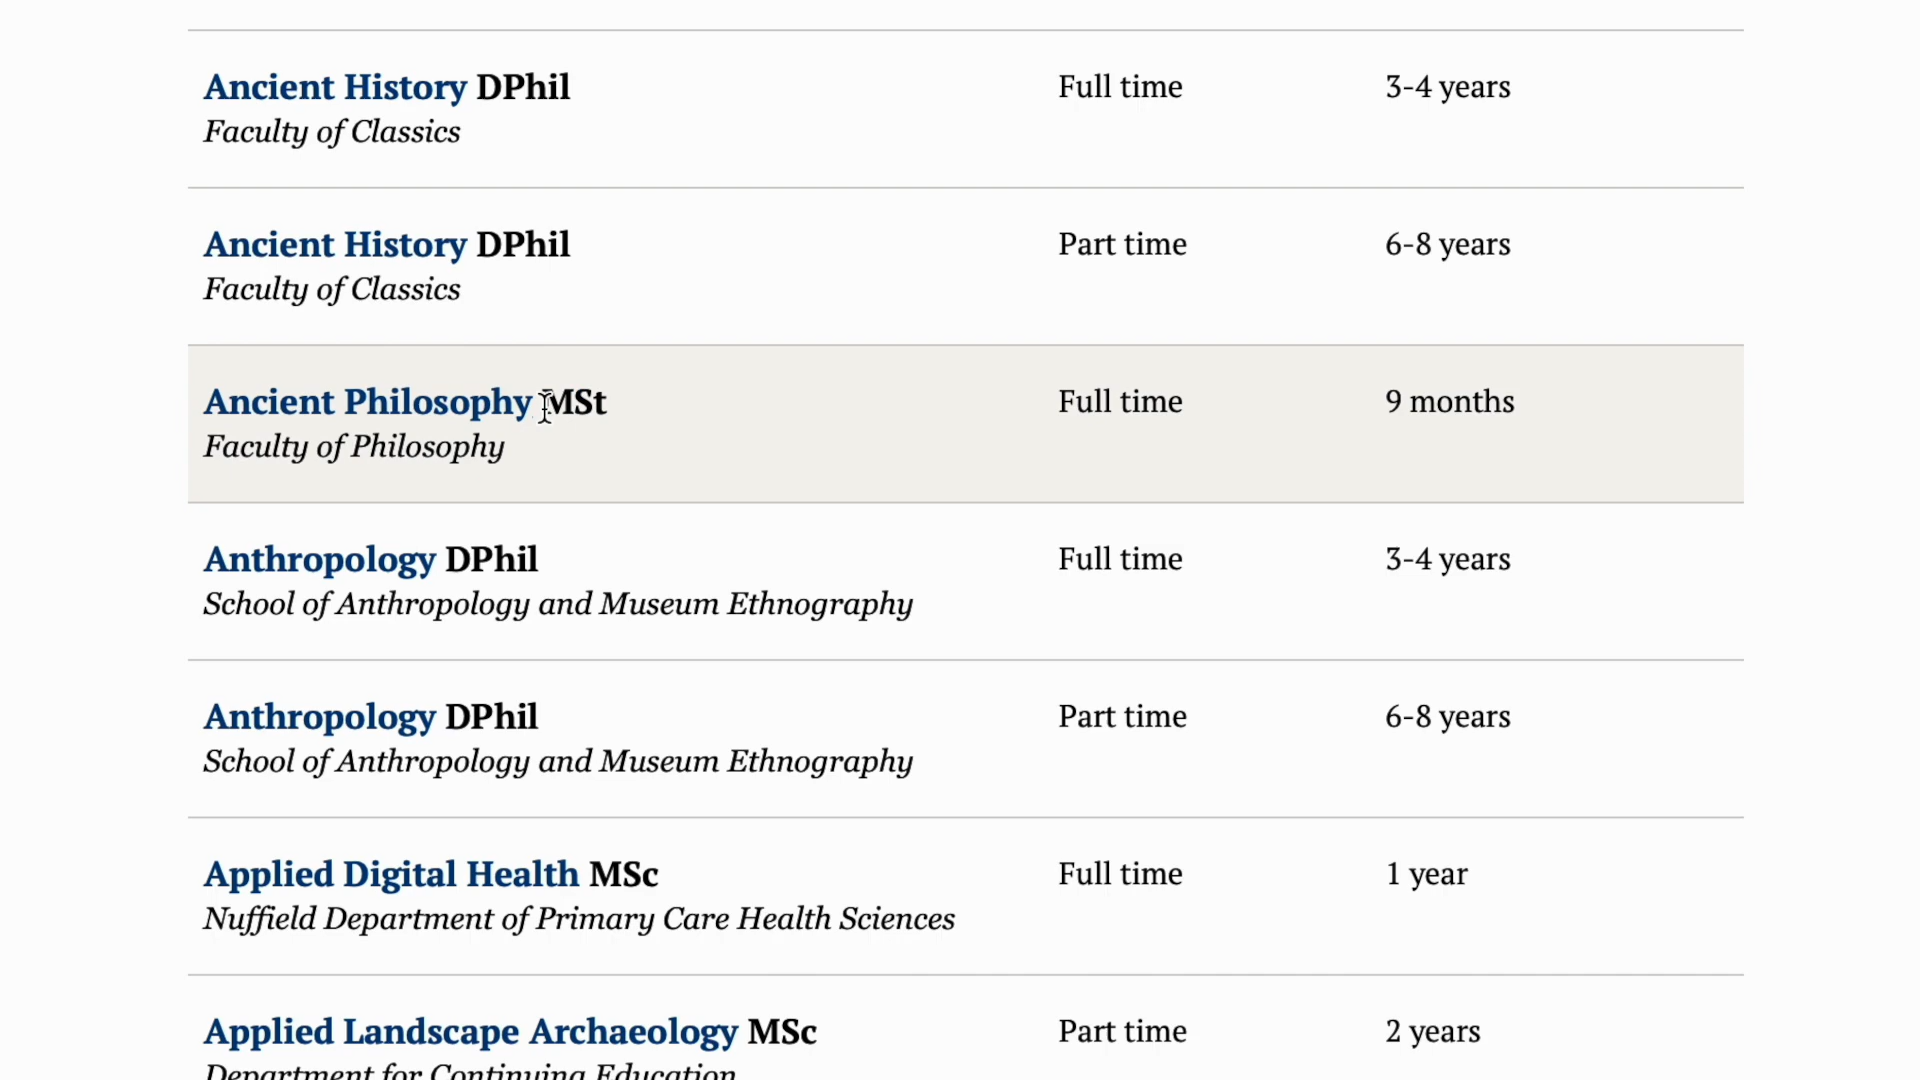 Ancient History DPhil Full time 3-4 years
Faculty of Classics
Ancient History DPhil Part time 6-8 years
Faculty of Classics
Ancient Philosophy MSt Full time 9 months
Faculty of Philosophy
Anthropology DPhil Full time 3-4 years
School of Anthropology and Museum Ethnography
Anthropology DPhil Part time 6-8 years
School of Anthropology and Museum Ethnography
Applied Digital Health MSc Full time 1 year
Nuffield Department of Primary Care Health Sciences
Applied Landscape Archaeology MSc Part time 2 years
Department for Continuing Education